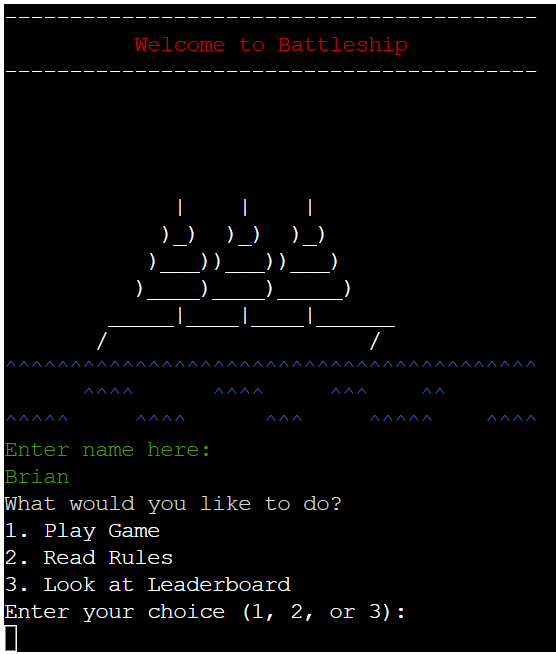 Welcome to Battleship
Enter name here:
Brian
What would you like to do?
1. Play Game
2. Read Rules
3. Look at Leaderboard
Enter your choice (1, 2, or 3):